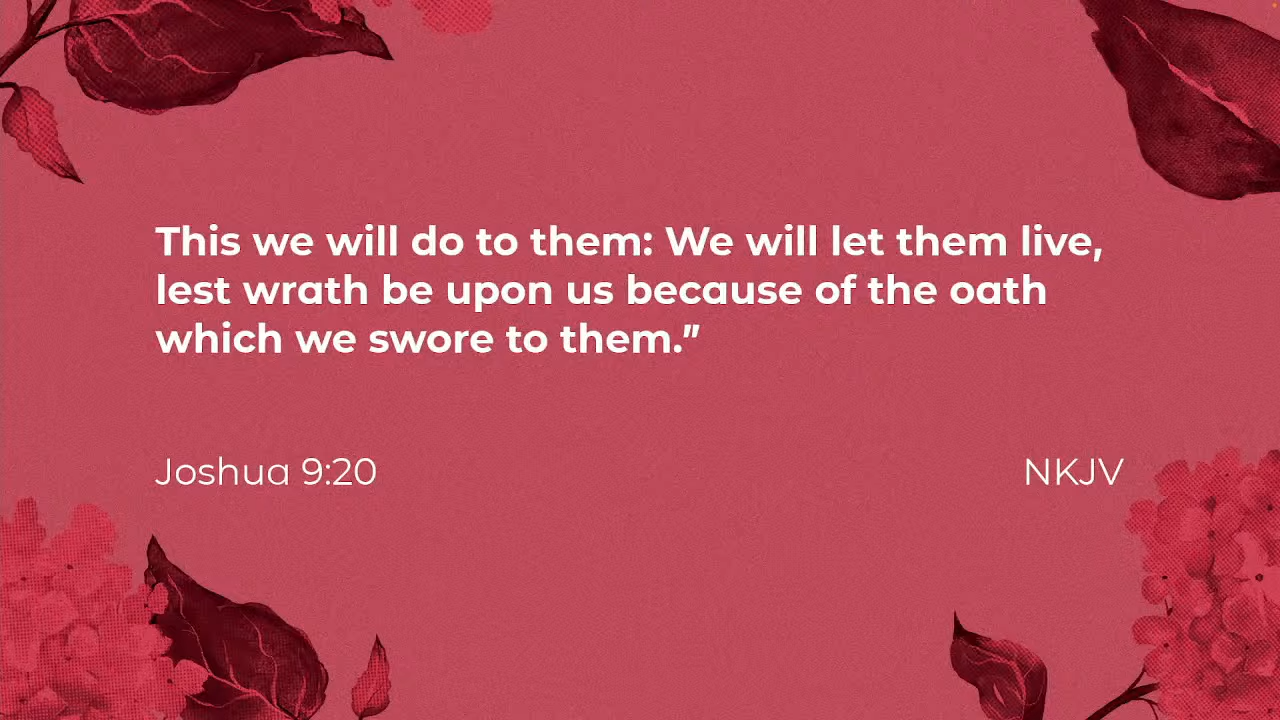 This we will do to them: We will let them live,
lest wrath be upon us because of the oath
which we swore to them.”
Joshua 9:20
NKJV